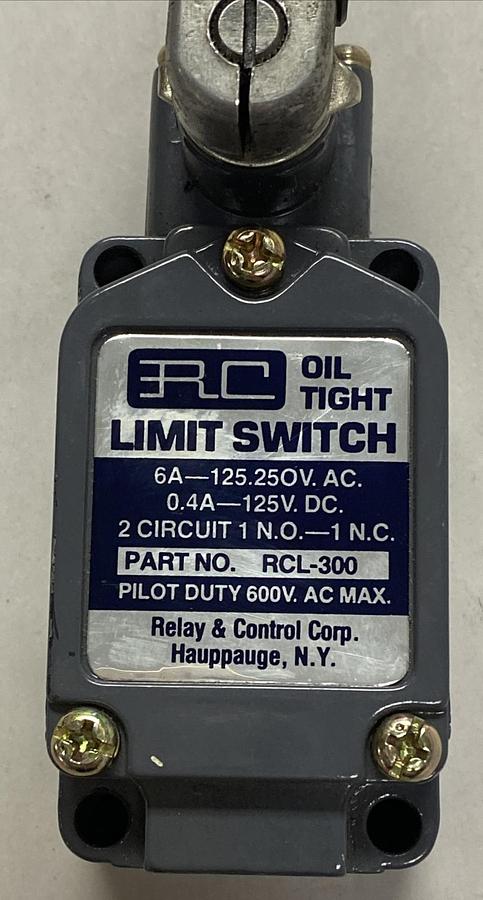 RC
OIL
TIGHT
LIMIT SWITCH
6A—125.250V. AC.
0.4A—125V. DC.
2 CIRCUIT 1 N.O.—1 N.C.
PART NO. RCL-300
PILOT DUTY 600V. AC MAX.
Relay & Control Corp.
Hauppauge, N.Y.